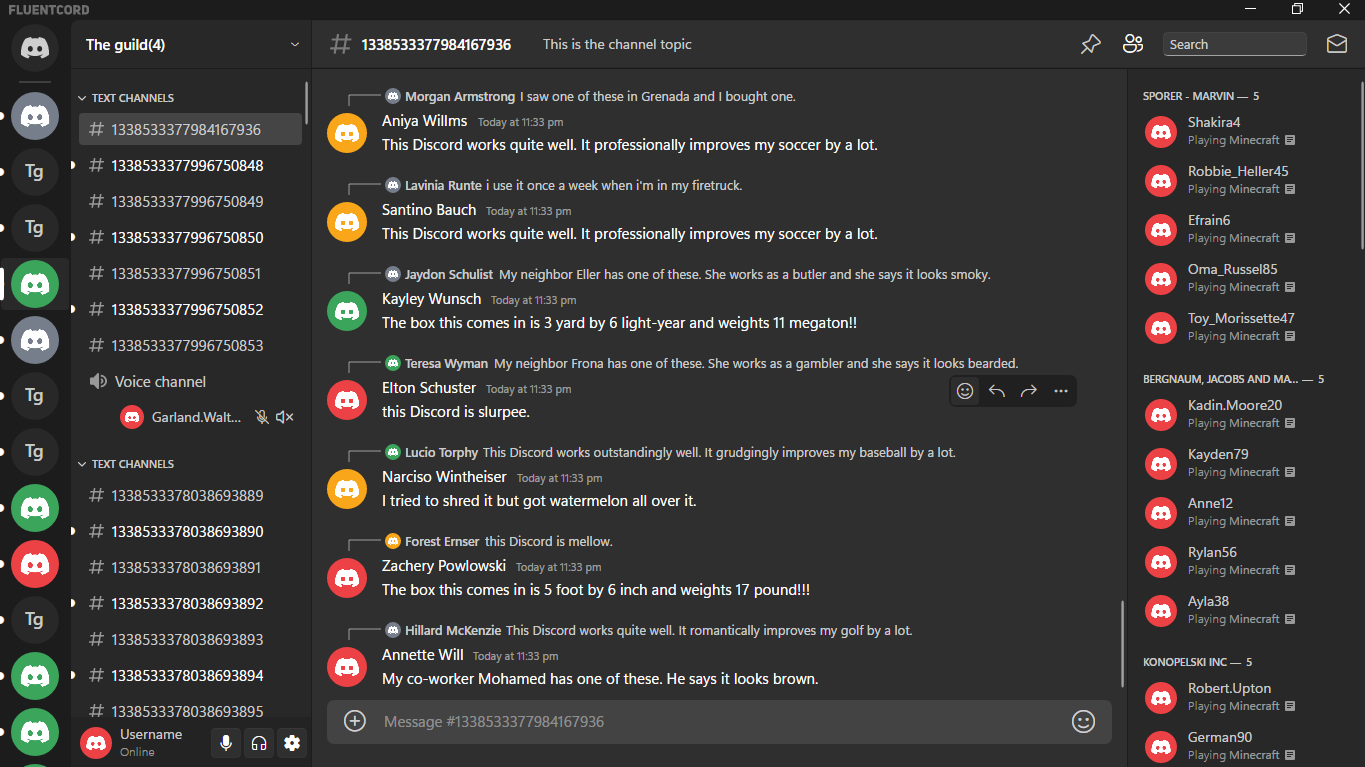 FLUENTCORD
The guild(4)
1338533377984167936
This is the channel topic
Search
Tg
Tg
Tg
Tg
Tg
TEXT CHANNELS
1338533377984167936
1338533377996750848
1338533377996750849
1338533377996750850
1338533377996750851
1338533377996750852
1338533377996750853
Voice channel
Garland.Walt...
TEXT CHANNELS
1338533378038693889
1338533378038693890
1338533378038693891
1338533378038693892
1338533378038693893
1338533378038693894
1338533378038693895
Username
Online
Morgan Armstrong I saw one of these in Grenada and I bought one.
Aniya Willms Today at 11:33 pm
This Discord works quite well. It professionally improves my soccer by a lot.
Lavinia Runte i use it once a week when i'm in my firetruck.
Santino Bauch Today at 11:33 pm
This Discord works quite well. It professionally improves my soccer by a lot.
Jaydon Schulist My neighbor Eller has one of these. She works as a butler and she says it looks smoky.
Kayley Wunsch Today at 11:33 pm
The box this comes in is 3 yard by 6 light-year and weights 11 megaton!!
Teresa Wyman My neighbor Frona has one of these. She works as a gambler and she says it looks bearded.
Elton Schuster Today at 11:33 pm
this Discord is slurpee.
Lucio Torphy This Discord works outstandingly well. It grudgingly improves my baseball by a lot.
Narciso Wintheiser Today at 11:33 pm
I tried to shred it but got watermelon all over it.
Forest Ernser this Discord is mellow.
Zachery Powlowski Today at 11:33 pm
The box this comes in is 5 foot by 6 inch and weights 17 pound!!!
Hillard McKenzie This Discord works quite well. It romantically improves my golf by a lot.
Annette Will Today at 11:33 pm
My co-worker Mohamed has one of these. He says it looks brown.
Message #1338533377984167936
SPORER - MARVIN — 5
Shakira4
Playing Minecraft
Robbie_Heller45
Playing Minecraft
Efrain6
Playing Minecraft
Oma_Russel85
Playing Minecraft
Toy_Morissette47
Playing Minecraft
BERGNAUM, JACOBS AND MA... — 5
Kadin.Moore20
Playing Minecraft
Kayden79
Playing Minecraft
Anne12
Playing Minecraft
Rylan56
Playing Minecraft
Ayla38
Playing Minecraft
KONOPELSKI INC — 5
Robert.Upton
Playing Minecraft
German90
Playing Minecraft